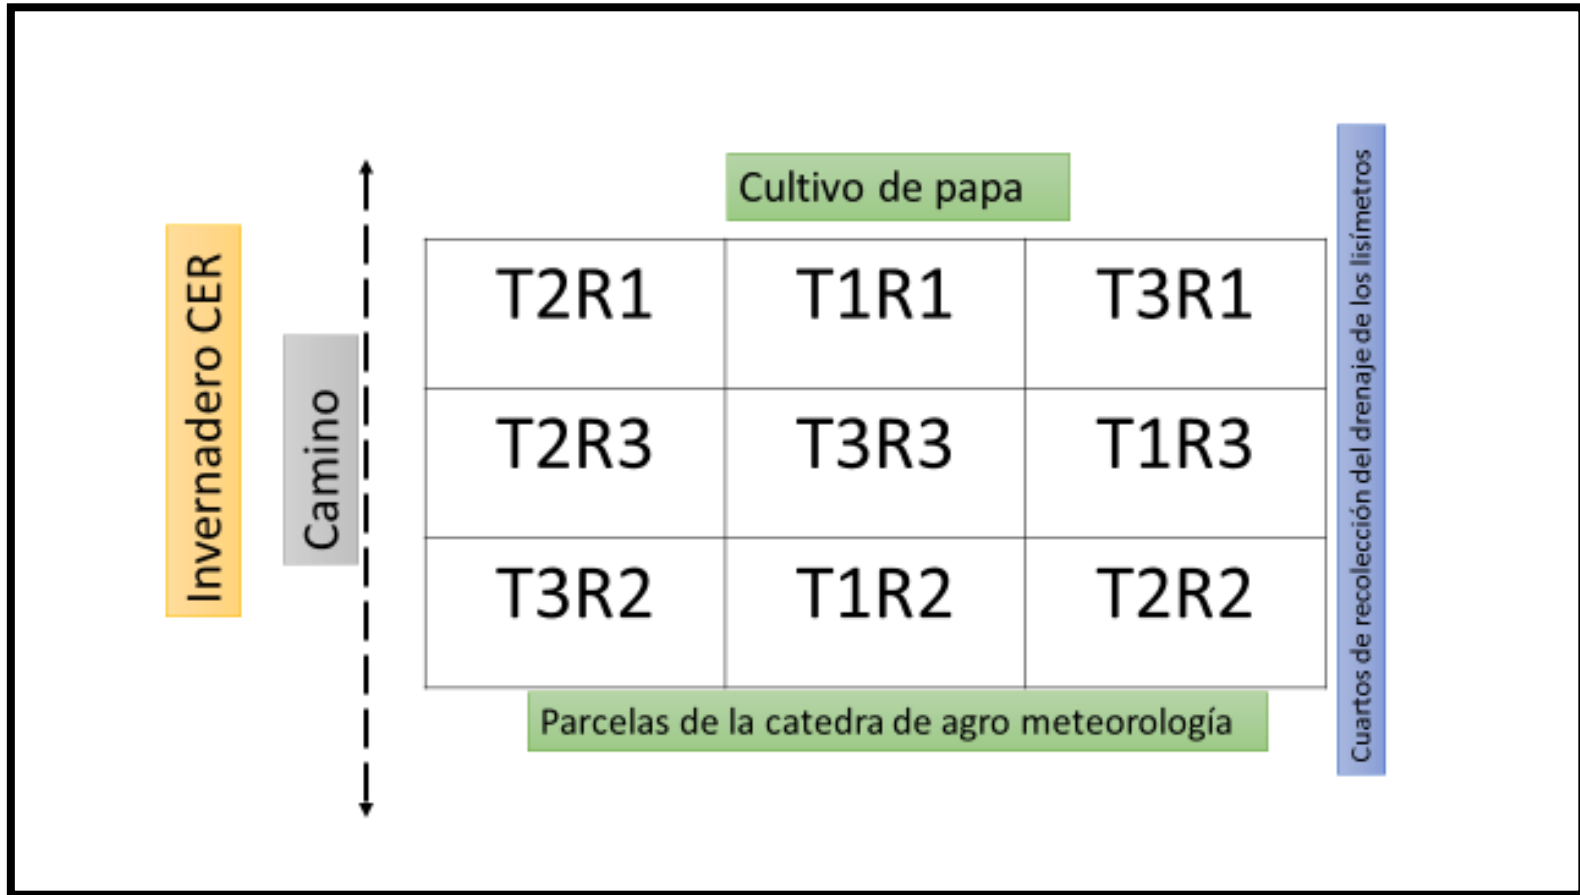 Cultivo de papa
Invernadero CER
Camino
T2R1 T1R1 T3R1
T2R3 T3R3 T1R3
T3R2 T1R2 T2R2
Cuartos de recolección del drenaje de los lisímetros
Parcelas de la catedra de agro meteorología